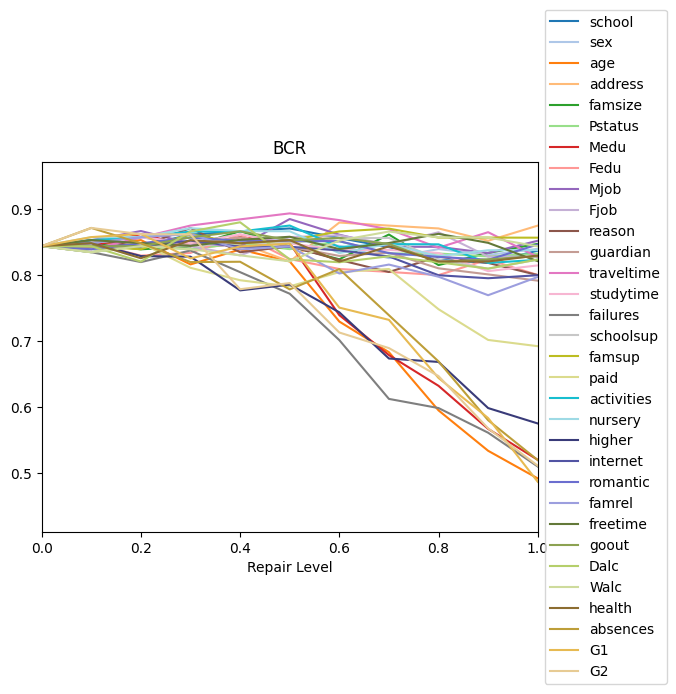 BCR
0.9
0.8
0.7
0.6
0.5
0.0
0.2
0.4
0.6
0.8
1.0
Repair Level
school
sex
age
address
famsize
Pstatus
Medu
Fedu
Mjob
Fjob
reason
guardian
traveltime
studytime
failures
schoolsup
famsup
paid
activities
nursery
higher
internet
romantic
famrel
freetime
goout
Dalc
Walc
health
absences
G1
G2